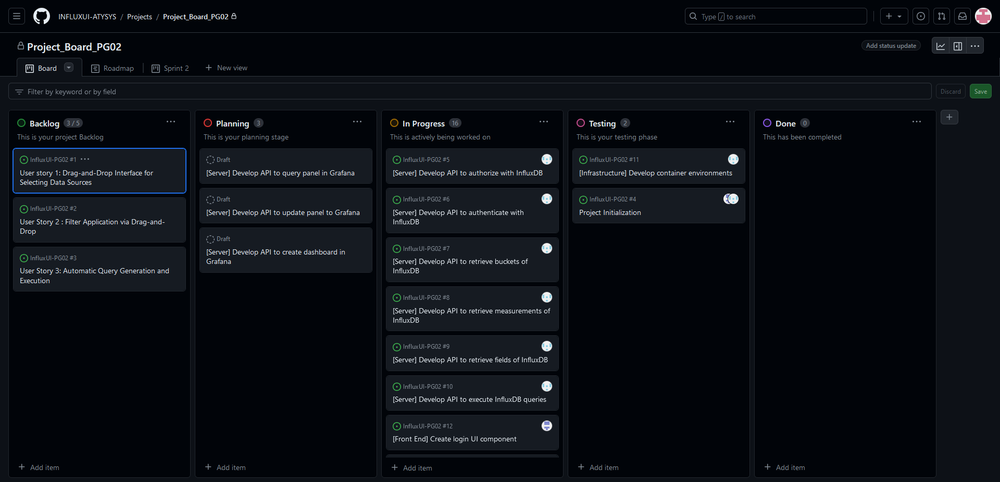 INFLUXUI-ATYSYS / Projects / Project_Board_PG02
Type / to search
Project_Board_PG02
Add status update
Board
Roadmap
Sprint 2
New view
Filter by keyword or by field
Discard
Save
Backlog 3 / 5
This is your project Backlog
InfluxUI-PG02 #1
User story 1: Drag-and-Drop Interface for
Selecting Data Sources
InfluxUI-PG02 #2
User Story 2 : Filter Application via Drag-and-
Drop
InfluxUI-PG02 #3
User Story 3: Automatic Query Generation and
Execution
Add item
Planning 3
This is your planning stage
Draft
[Server] Develop API to query panel in Grafana
Draft
[Server] Develop API to update panel to Grafana
Draft
[Server] Develop API to create dashboard in
Grafana
Add item
In Progress 16
This is actively being worked on
InfluxUI-PG02 #5
[Server] Develop API to authorize with InfluxDB
InfluxUI-PG02 #6
[Server] Develop API to authenticate with
InfluxDB
InfluxUI-PG02 #7
[Server] Develop API to retrieve buckets of
InfluxDB
InfluxUI-PG02 #8
[Server] Develop API to retrieve measurements of
InfluxDB
InfluxUI-PG02 #9
[Server] Develop API to retrieve fields of InfluxDB
InfluxUI-PG02 #10
[Server] Develop API to execute InfluxDB queries
InfluxUI-PG02 #12
[Front End] Create login UI component
Add item
Testing 2
This is your testing phase
InfluxUI-PG02 #11
[Infrastructure] Develop container environments
InfluxUI-PG02 #4
Project Initialization
Add item
Done 0
This has been completed
Add item